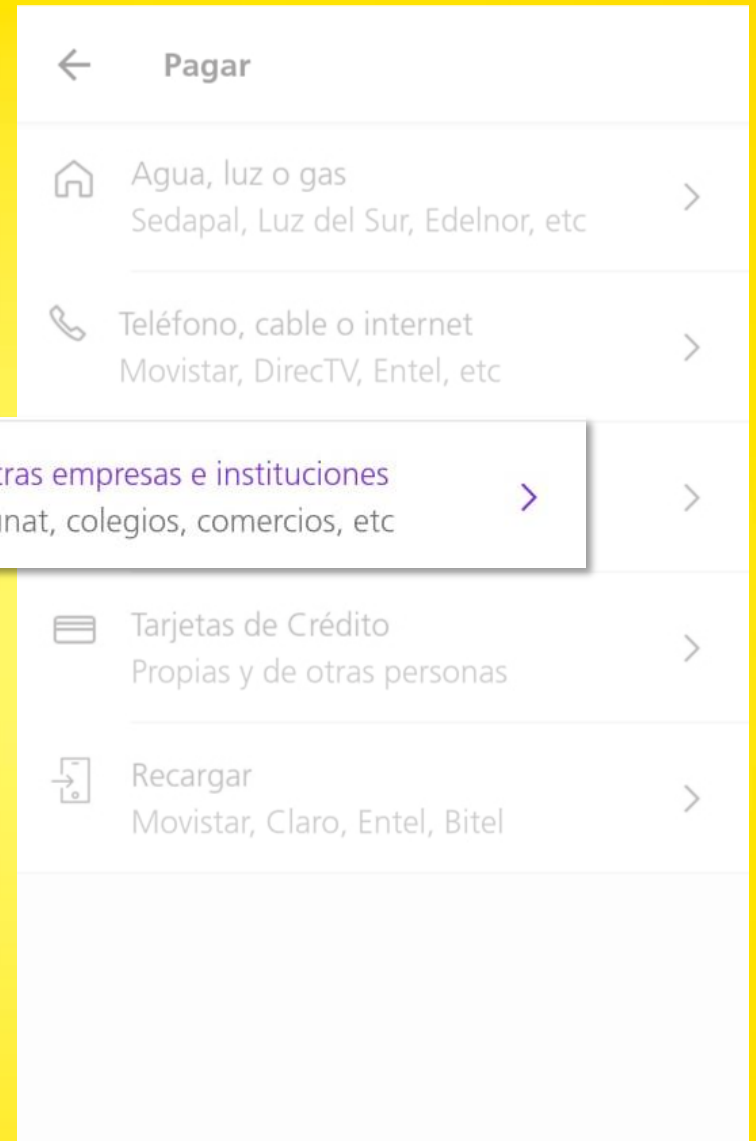 Pagar
Agua, luz o gas
Sedapal, Luz del Sur, Edelnor, etc
Teléfono, cable o internet
Movistar, DirecTV, Entel, etc
tras empresas e instituciones
unat, colegios, comercios, etc
Tarjetas de Crédito
Propias y de otras personas
Recargar
Movistar, Claro, Entel, Bitel